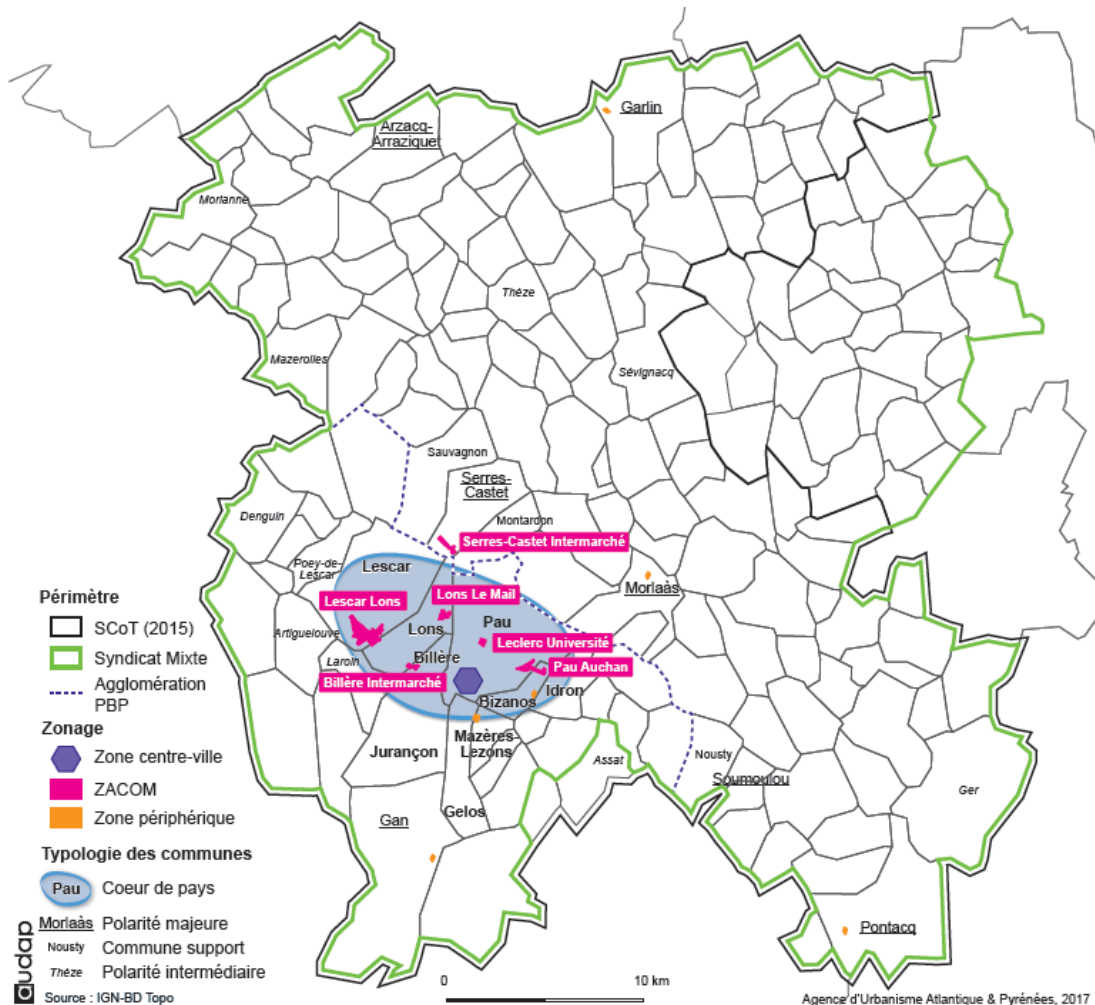 Garlin
Arzacq-
Arraziquet
Morlanne
Thèze
Mazerolles
Sévignacq
Sauvagnon
Serres-
Castet
Denguin
Montardon
Serres-Castet Intermarché
Poey-de-
Lescar
Lescar
Morlaàs
Lescar Lons
Lons Le Mail
Pau
Artiguelouve
Lons
Leclerc Université
Laroin
Billère
Pau Auchan
Billère Intermarché
Idron
Bizanos
Jurançon
Mazères-
Lezons
Assat
Nousty
Soumoulou
Ger
Gan
Gelos
Pontacq
Périmètre
SCoT (2015)
Syndicat Mixte
Agglomération
PBP
Zonage
Zone centre-ville
ZACOM
Zone périphérique
Typologie des communes
Pau Coeur de pays
Morlaàs Polarité majeure
Nousty Commune support
Thèze Polarité intermédiaire
audap
Source : IGN-BD Topo
0 10 km
Agence d'Urbanisme Atlantique & Pyrénées, 2017